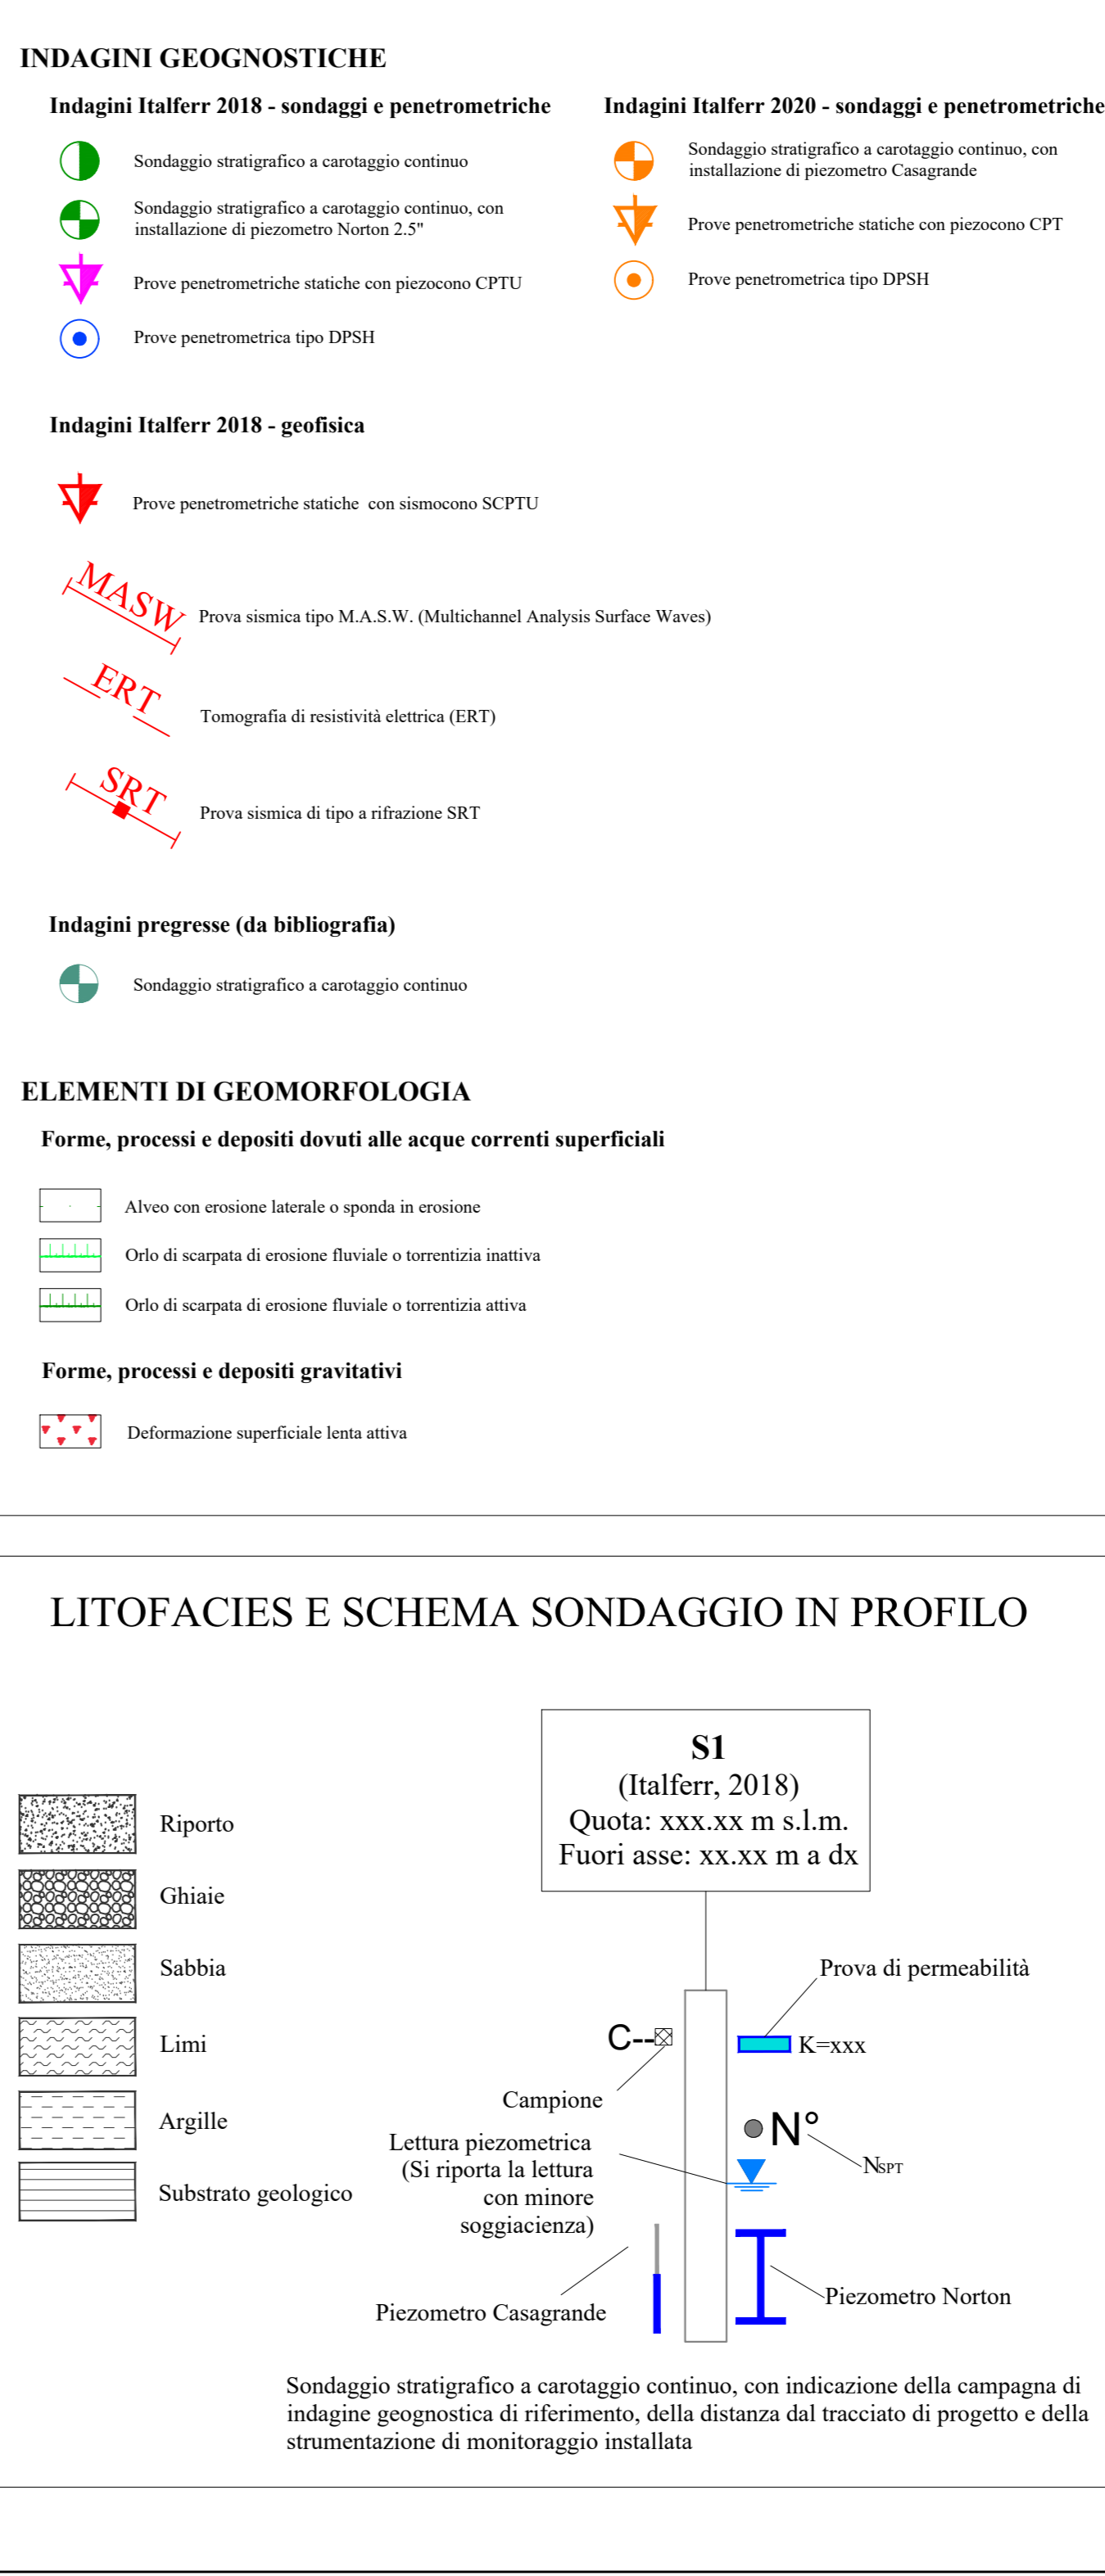 INDAGINI GEOGNOSTICHE
Indagini Italferr 2018 - sondaggi e penetrometriche
Sondaggio stratigrafico a carotaggio continuo
Sondaggio stratigrafico a carotaggio continuo, con
installazione di piezometro Norton 2.5"
Prove penetrometriche statiche con piezocono CPTU
Prove penetrometrica tipo DPSH
Indagini Italferr 2020 - sondaggi e penetrometriche
Sondaggio stratigrafico a carotaggio continuo, con
installazione di piezometro Casagrande
Prove penetrometriche statiche con piezocono CPT
Prove penetrometrica tipo DPSH
Indagini Italferr 2018 - geofisica
Prove penetrometriche statiche con sismocono SCPTU
MASW
Prova sismica tipo M.A.S.W. (Multichannel Analysis Surface Waves)
ERT
Tomografia di resistività elettrica (ERT)
SRT
Prova sismica di tipo a rifrazione SRT
Indagini pregresse (da bibliografia)
Sondaggio stratigrafico a carotaggio continuo
ELEMENTI DI GEOMORFOLOGIA
Forme, processi e depositi dovuti alle acque correnti superficiali
Alveo con erosione laterale o sponda in erosione
Orlo di scarpata di erosione fluviale o torrentizia inattiva
Orlo di scarpata di erosione fluviale o torrentizia attiva
Forme, processi e depositi gravitativi
Deformazione superficiale lenta attiva
LITOFACIES E SCHEMA SONDAGGIO IN PROFILO
Riporto
Ghiaie
Sabbia
Limi
Argille
Substrato geologico
S1
(Italferr, 2018)
Quota: xxx.xx m s.l.m.
Fuori asse: xx.xx m a dx
Prova di permeabilità
C--
K=xxx
Campione
N°
NSPT
Lettura piezometrica
(Si riporta la lettura
con minore
soggiacienza)
Piezometro Norton
Piezometro Casagrande
Sondaggio stratigrafico a carotaggio continuo, con indicazione della campagna di
indagine geognostica di riferimento, della distanza dal tracciato di progetto e della
strumentazione di monitoraggio installata